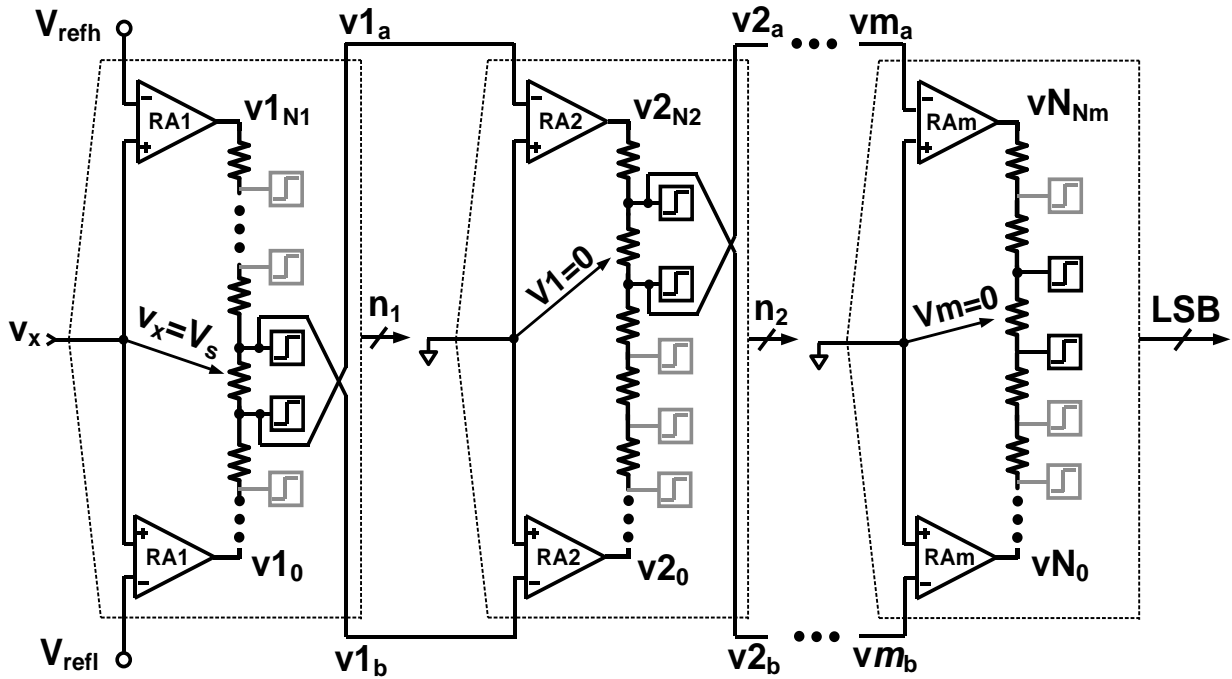 V_refh
v1_a
v2_a
vm_a
RA1
v1_N1
RA2
v2_N2
RAm
vN_Nm
v_x
v_x=V_s
n_1
V1=0
n_2
Vm=0
LSB
RA1
v1_0
RA2
v2_0
RAm
vN_0
V_refl
v1_b
v2_b
vm_b